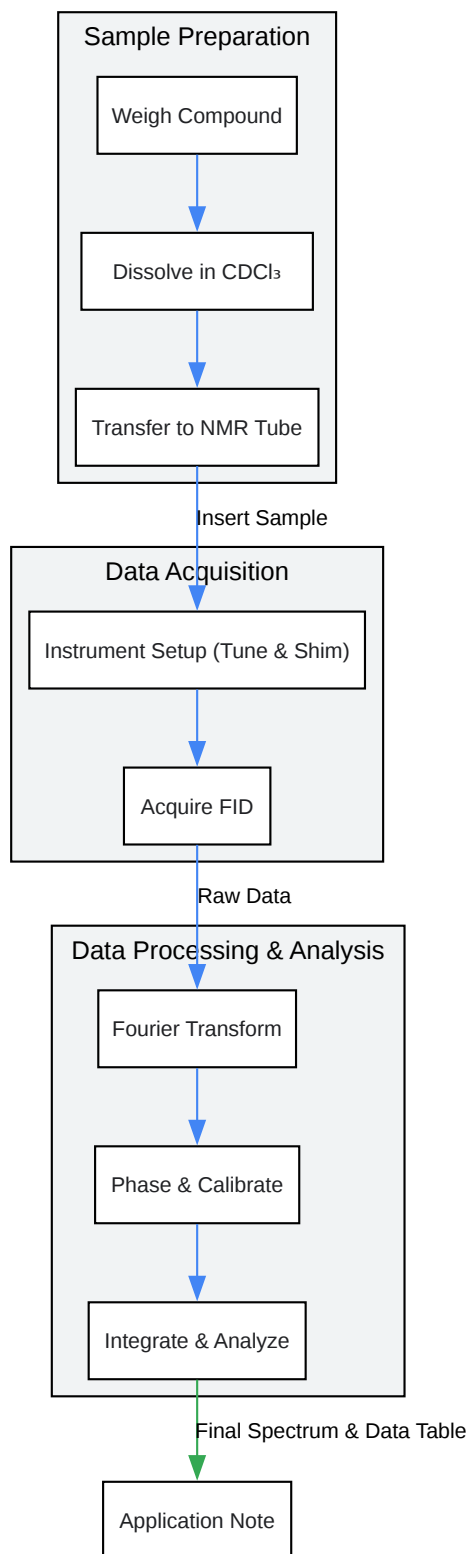 Sample Preparation
Weigh Compound
Dissolve in CDCl₃
Transfer to NMR Tube
Insert Sample
Data Acquisition
Instrument Setup (Tune & Shim)
Acquire FID
Raw Data
Data Processing & Analysis
Fourier Transform
Phase & Calibrate
Integrate & Analyze
Final Spectrum & Data Table
Application Note